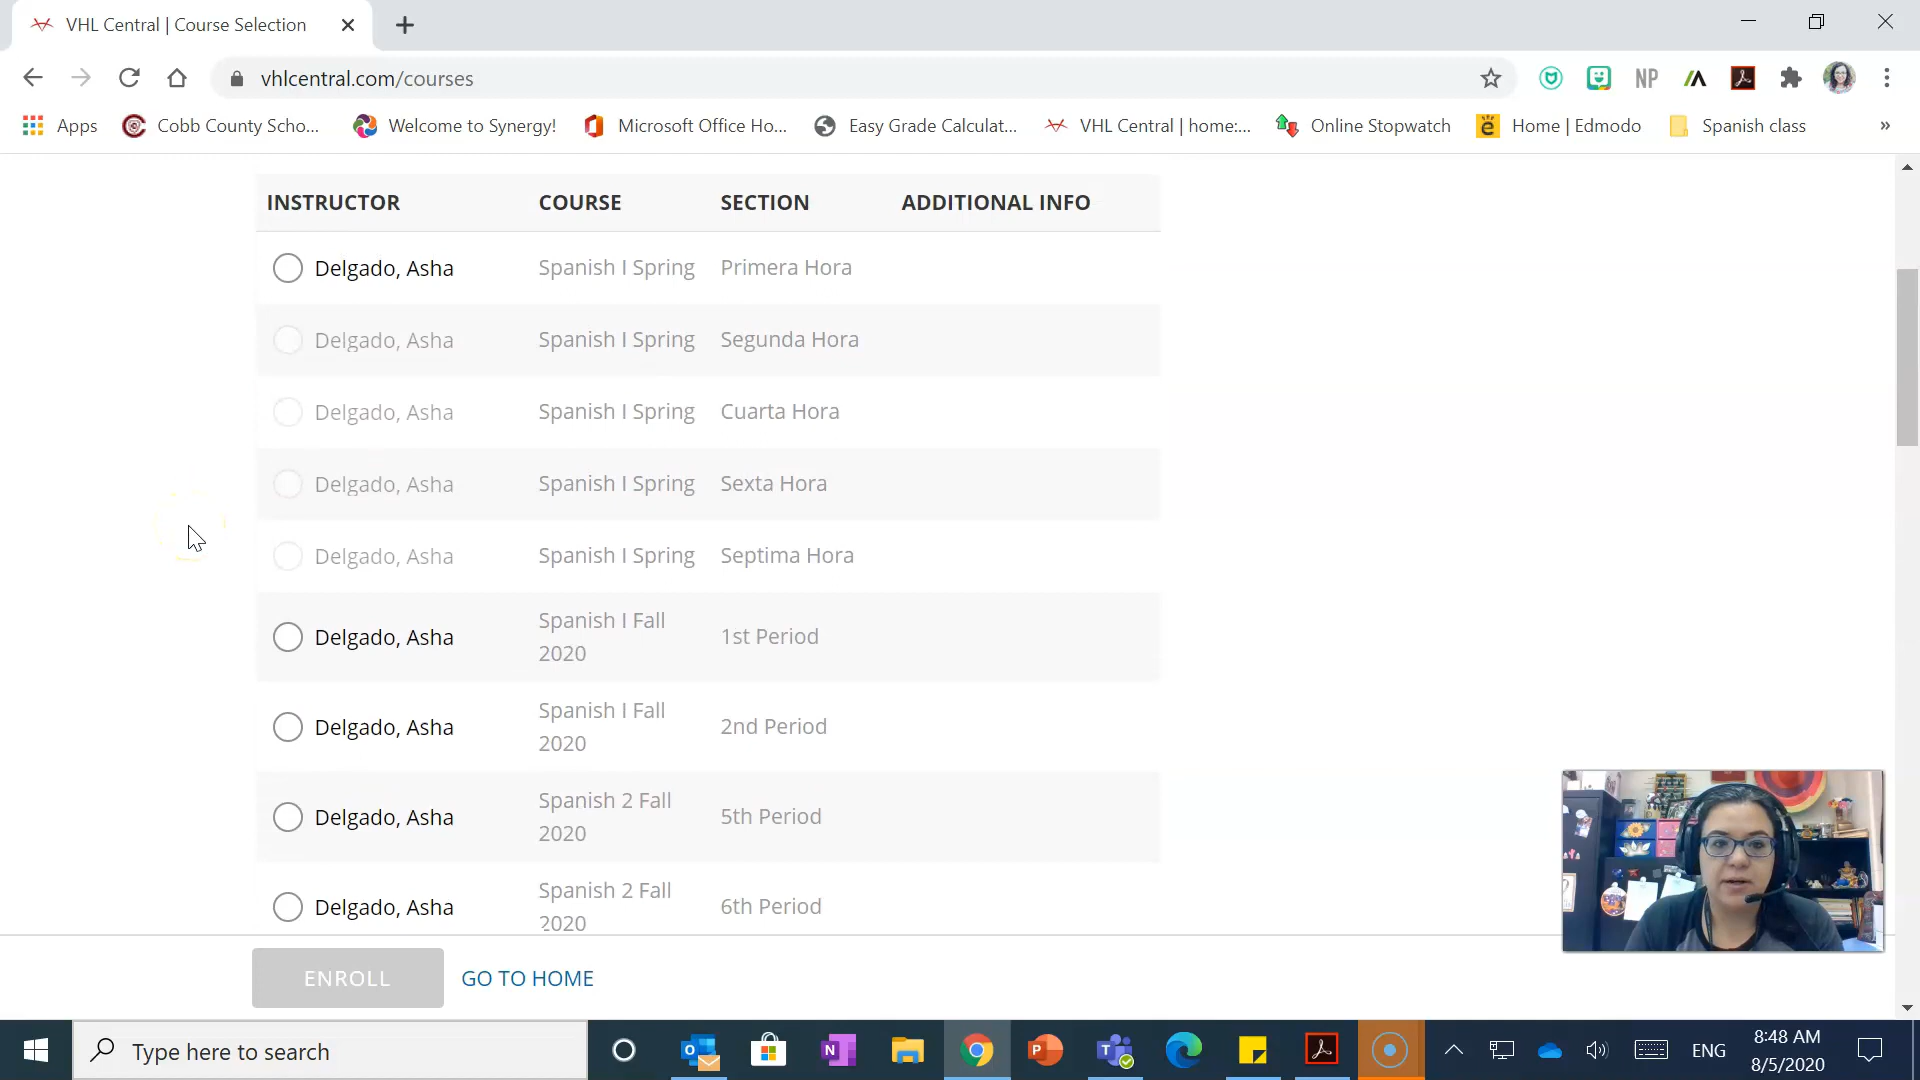 VHL Central | Course Selection
vhlcentral.com/courses
NP
Apps
Cobb County Scho...
Welcome to Synergy!
Microsoft Office Ho...
Easy Grade Calculat...
VHL Central | home:...
Online Stopwatch
Home | Edmodo
Spanish class
»
INSTRUCTOR COURSE SECTION ADDITIONAL INFO
Delgado, Asha Spanish I Spring Primera Hora
Delgado, Asha Spanish I Spring Segunda Hora
Delgado, Asha Spanish I Spring Cuarta Hora
Delgado, Asha Spanish I Spring Sexta Hora
Delgado, Asha Spanish I Spring Septima Hora
Delgado, Asha Spanish I Fall 1st Period
2020
Delgado, Asha Spanish I Fall 2nd Period
2020
Delgado, Asha Spanish 2 Fall 5th Period
2020
Delgado, Asha Spanish 2 Fall 6th Period
2020
ENROLL GO TO HOME
Type here to search
ENG
8:48 AM
8/5/2020